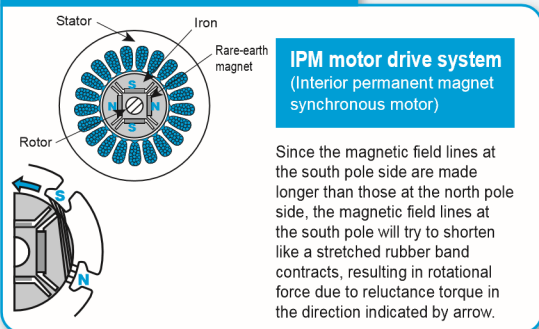 Stator
Iron
Rare-earth
magnet
S
N
N
S
Rotor
S
N
IPM motor drive system
(Interior permanent magnet
synchronous motor)
Since the magnetic field lines at
the south pole side are made
longer than those at the north pole
side, the magnetic field lines at
the south pole will try to shorten
like a stretched rubber band
contracts, resulting in rotational
force due to reluctance torque in
the direction indicated by arrow.